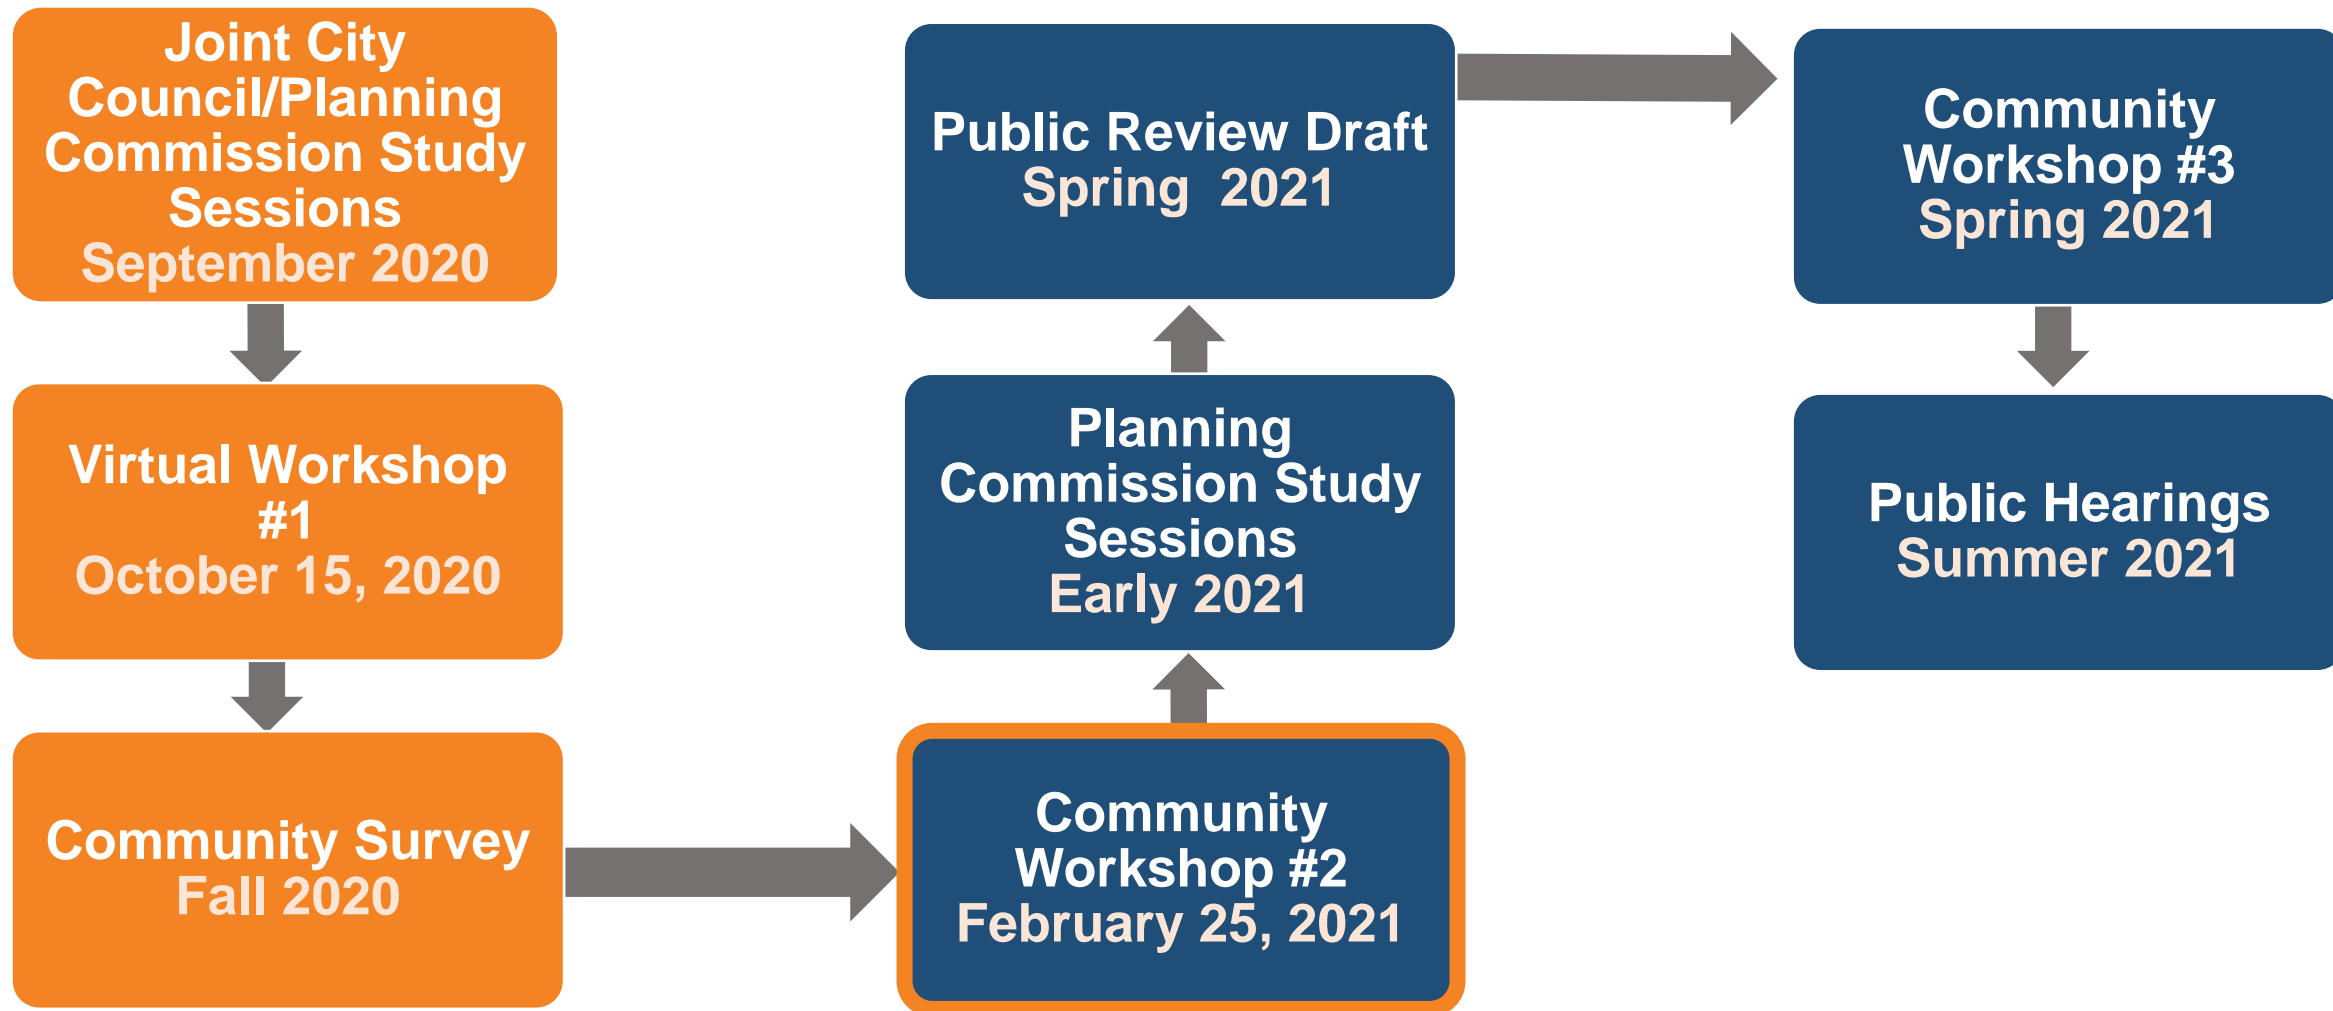 Joint City
Council/Planning
Commission Study
Sessions
September 2020
Virtual Workshop
#1
October 15, 2020
Community Survey
Fall 2020
Community
Workshop #2
February 25, 2021
Planning
Commission Study
Sessions
Early 2021
Public Review Draft
Spring  2021
Community
Workshop #3
Spring 2021
Public Hearings
Summer 2021